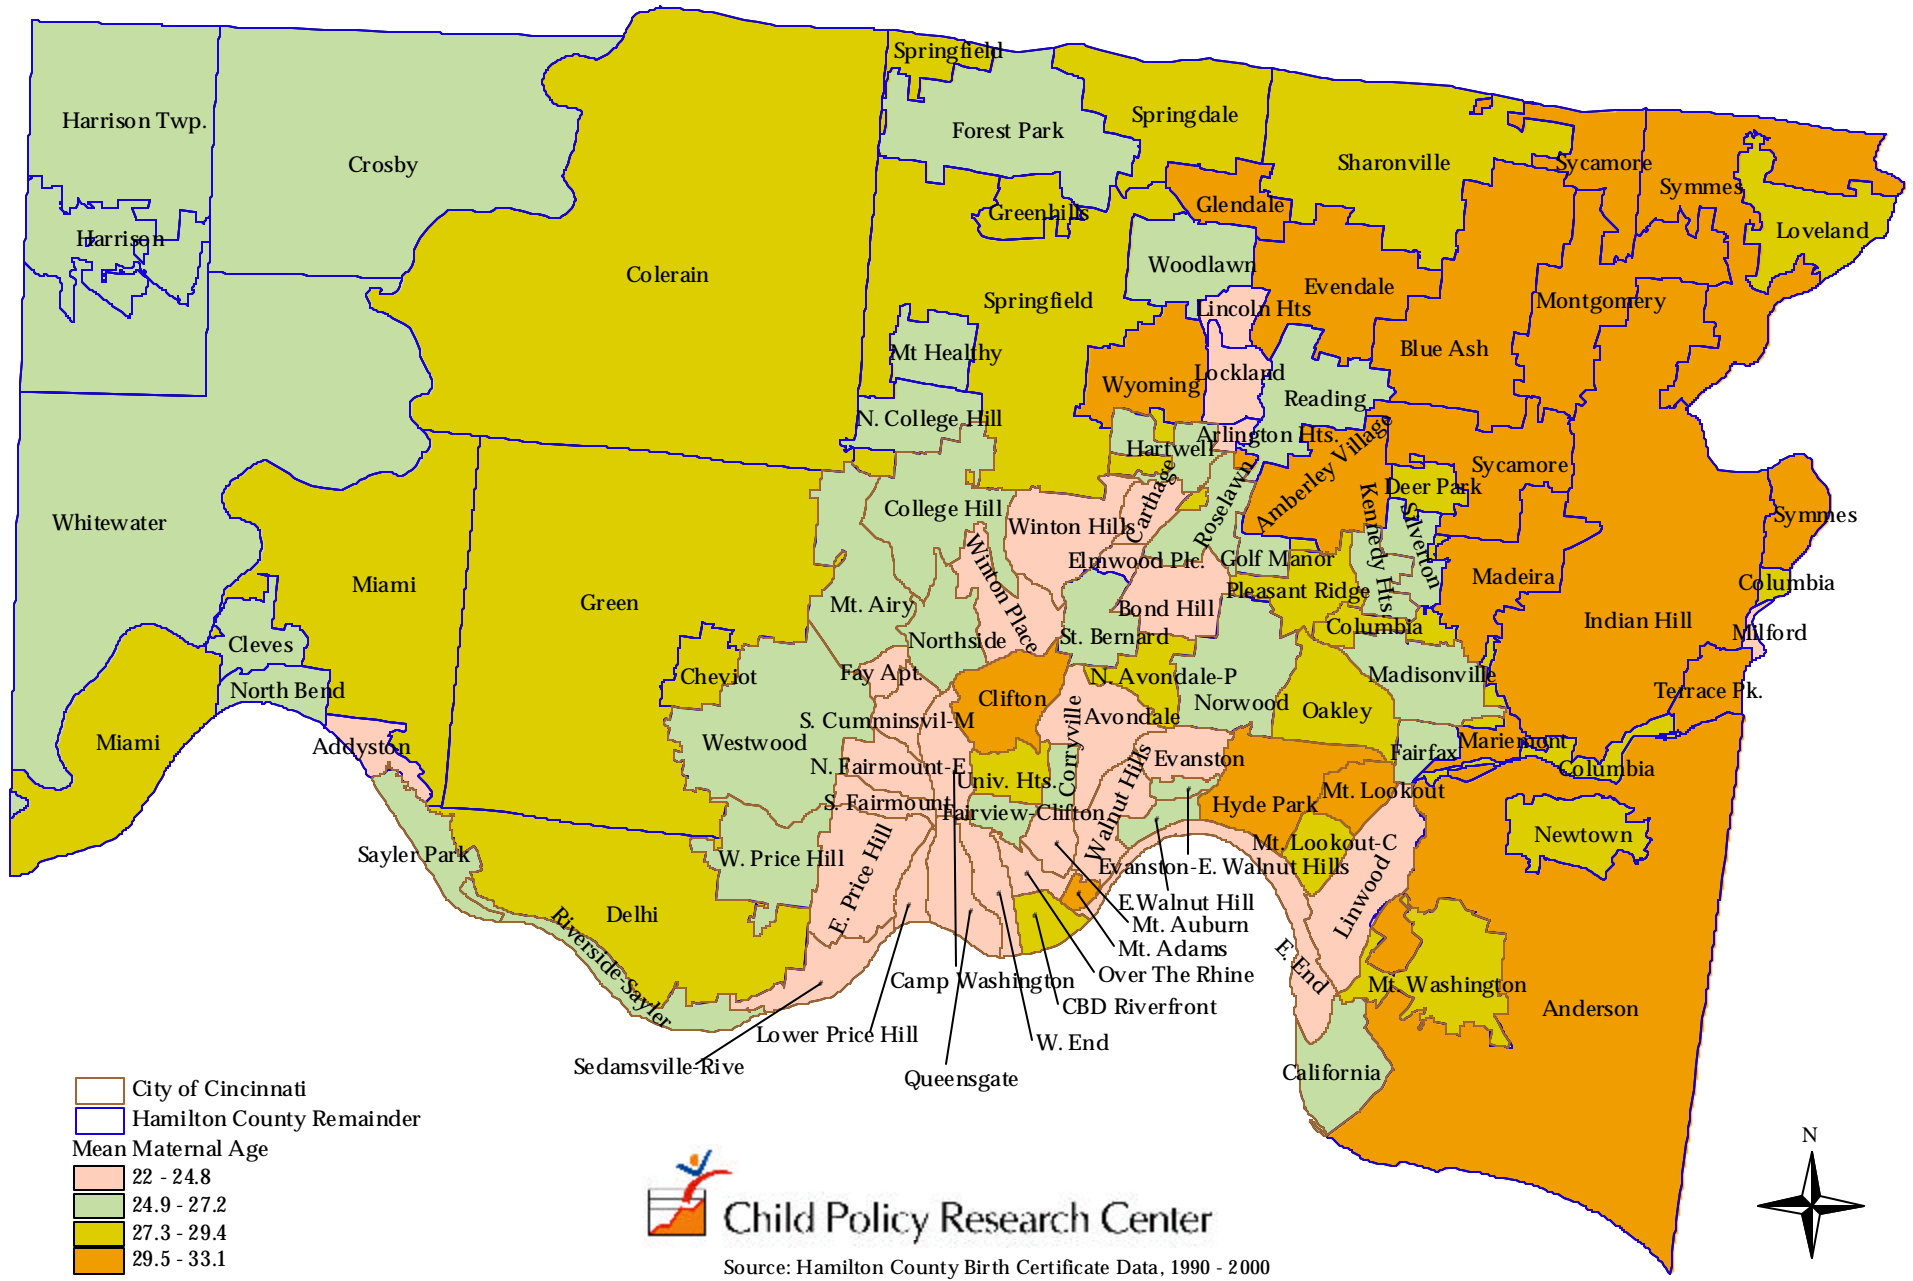 Springfield
Harrison Twp.
Crosby
Forest Park
Springdale
Sharonville
Sycamore
Symmes
Glendale
Greenhills
Loveland
Harrison
Colerain
Springfield
Woodlawn
Evendale
Lincoln Hts
Montgomery
Mt Healthy
Blue Ash
Lockland
Wyoming
Reading
N. College Hill
Arlington Hts.
Hartwell
Amberley Village
Sycamore
Carthage
Roselawn
Deer Park
College Hill
Winton Hills
Kennedy Hts
Silverton
Symmes
Whitewater
Elmwood Plc.
Golf Manor
Winton Place
Madeira
Columbia
Miami
Green
Mt. Airy
Bond Hill
Pleasant Ridge
Columbia
Indian Hill
Milford
Cleves
Northside
St. Bernard
Fay Apt.
Cheviot
N. Avondale-P
Madisonville
North Bend
Clifton
Norwood
Oakley
Terrace Pk.
S. Cumminsvil-M
Corryville
Avondale
Miami
Addyston
Westwood
Mariemont
Fairfax
N. Fairmount-E
Evanston
Columbia
Univ. Hts.
Walnut Hills
S. Fairmount
Fairview-Clifton
Hyde Park
Mt. Lookout
Newtown
Sayler Park
W. Price Hill
E. Price Hill
Mt. Lookout-C
Evanston-E. Walnut Hills
Linwood
E.Walnut Hill
Delhi
Mt. Auburn
Mt. Adams
Riverside-Sayler
E. End
Over The Rhine
Camp Washington
Mt. Washington
CBD Riverfront
Anderson
Lower Price Hill
W. End
Sedamsville-Rive
Queensgate
California
City of Cincinnati
Hamilton County Remainder
Mean Maternal Age
22 - 24.8
24.9 - 27.2
27.3 - 29.4
29.5 - 33.1
N
Child Policy Research Center
Source: Hamilton County Birth Certificate Data, 1990 - 2000